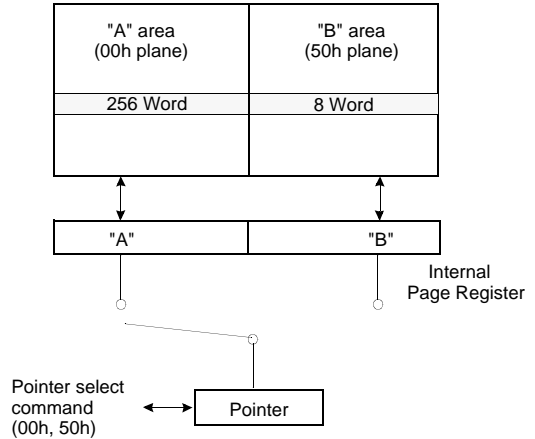 "A" area
(00h plane)
"B" area
(50h plane)
256 Word
8 Word
"A"
"B"
Internal
Page Register
Pointer select
command
(00h, 50h)
Pointer